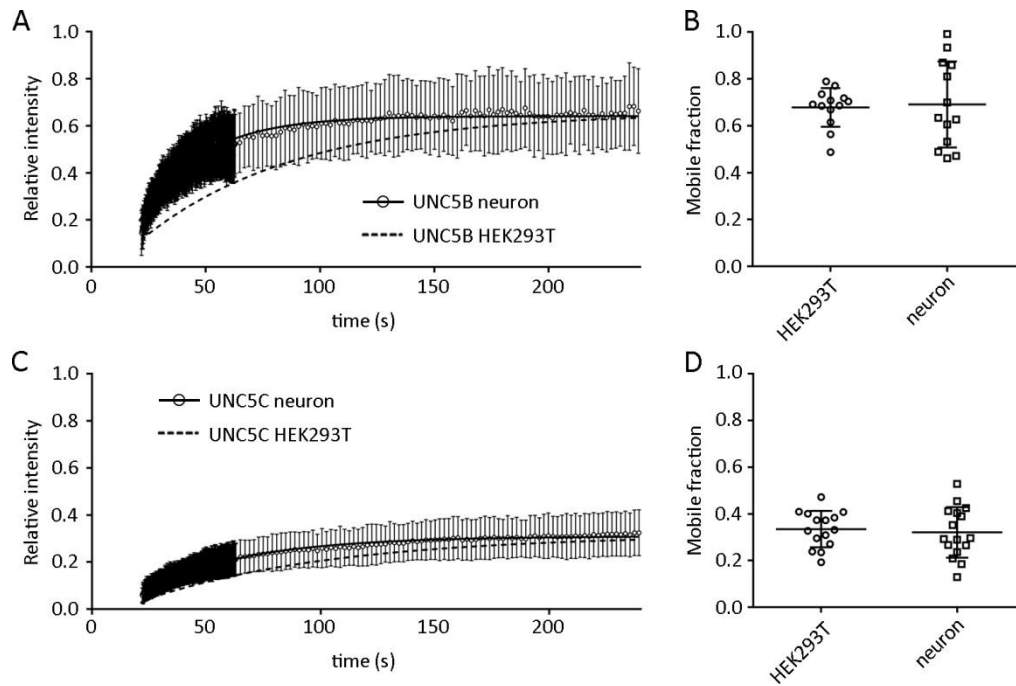 A
Relative intensity
1.0
0.8
0.6
0.4
0.2
0.0
UNC5B neuron
UNC5B HEK293T
0
50
100
150
200
time (s)
B
Mobile fraction
1.0
0.8
0.6
0.4
0.2
0.0
HEK293T
neuron
C
Relative intensity
1.0
0.8
0.6
0.4
0.2
0.0
UNC5C neuron
UNC5C HEK293T
0
50
100
150
200
time (s)
D
Mobile fraction
1.0
0.8
0.6
0.4
0.2
0.0
HEK293T
neuron